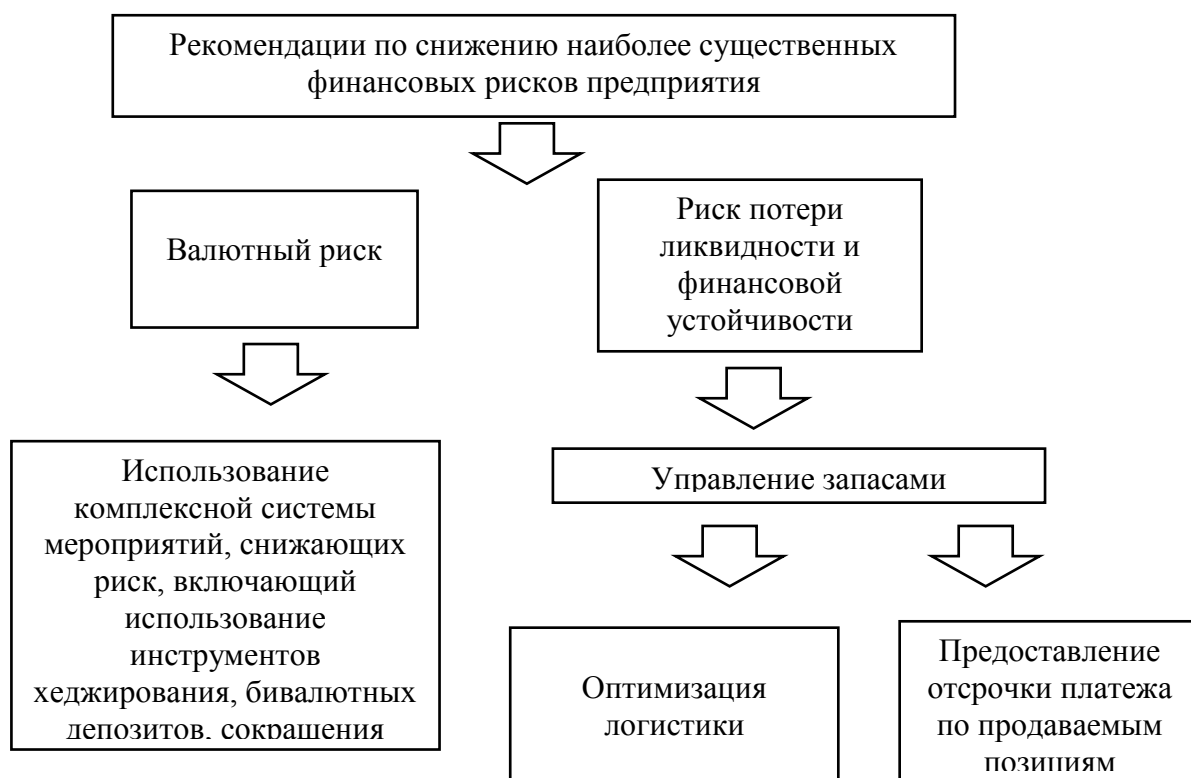 Рекомендации по снижению наиболее существенных
финансовых рисков предприятия
Валютный риск
Риск потери
ликвидности и
финансовой
устойчивости
Использование
комплексной системы
мероприятий, снижающих
риск, включающий
использование
инструментов
хеджирования, бивалютных
депозитов, сокращения
Управление запасами
Оптимизация
логистики
Предоставление
отсрочки платежа
по продаваемым
позициям